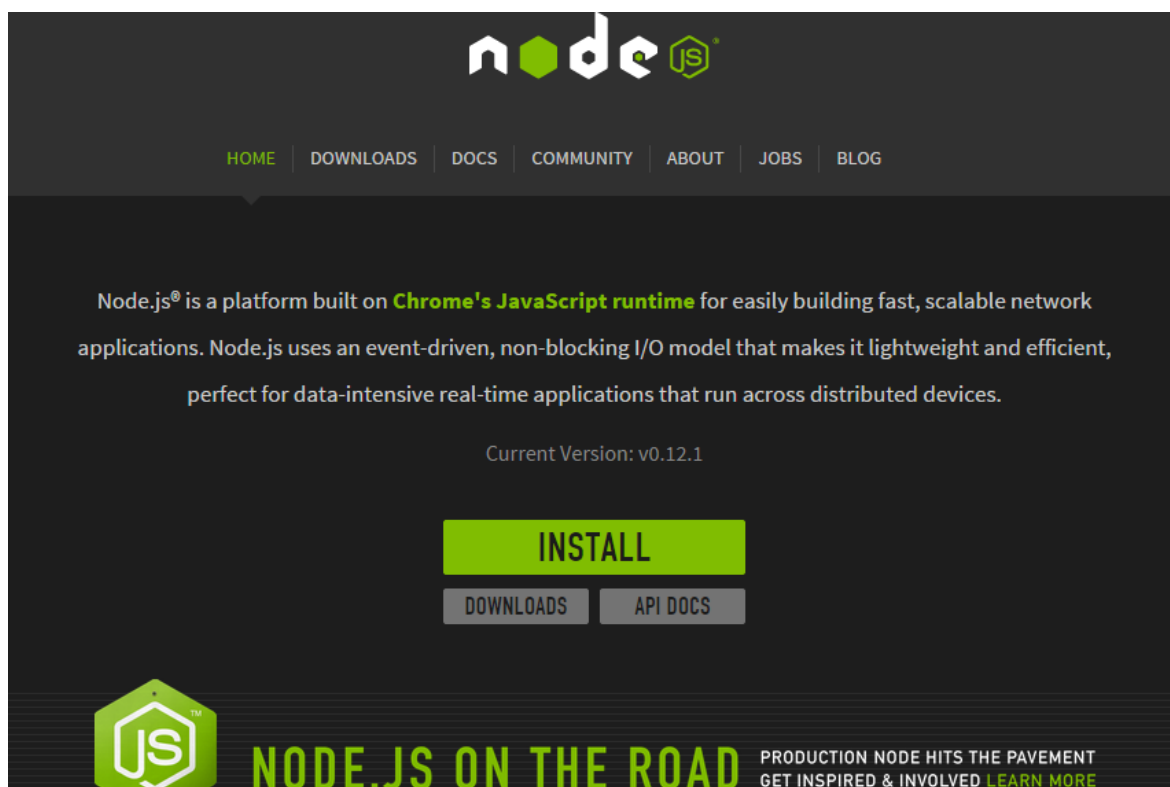 node JS®
HOME DOWNLOADS DOCS COMMUNITY ABOUT JOBS BLOG
Node.js® is a platform built on Chrome's JavaScript runtime for easily building fast, scalable network
applications. Node.js uses an event-driven, non-blocking I/O model that makes it lightweight and efficient,
perfect for data-intensive real-time applications that run across distributed devices.
Current Version: v0.12.1
INSTALL
DOWNLOADS API DOCS
JS™
NODE.JS ON THE ROAD
PRODUCTION NODE HITS THE PAVEMENT
GET INSPIRED & INVOLVED LEARN MORE